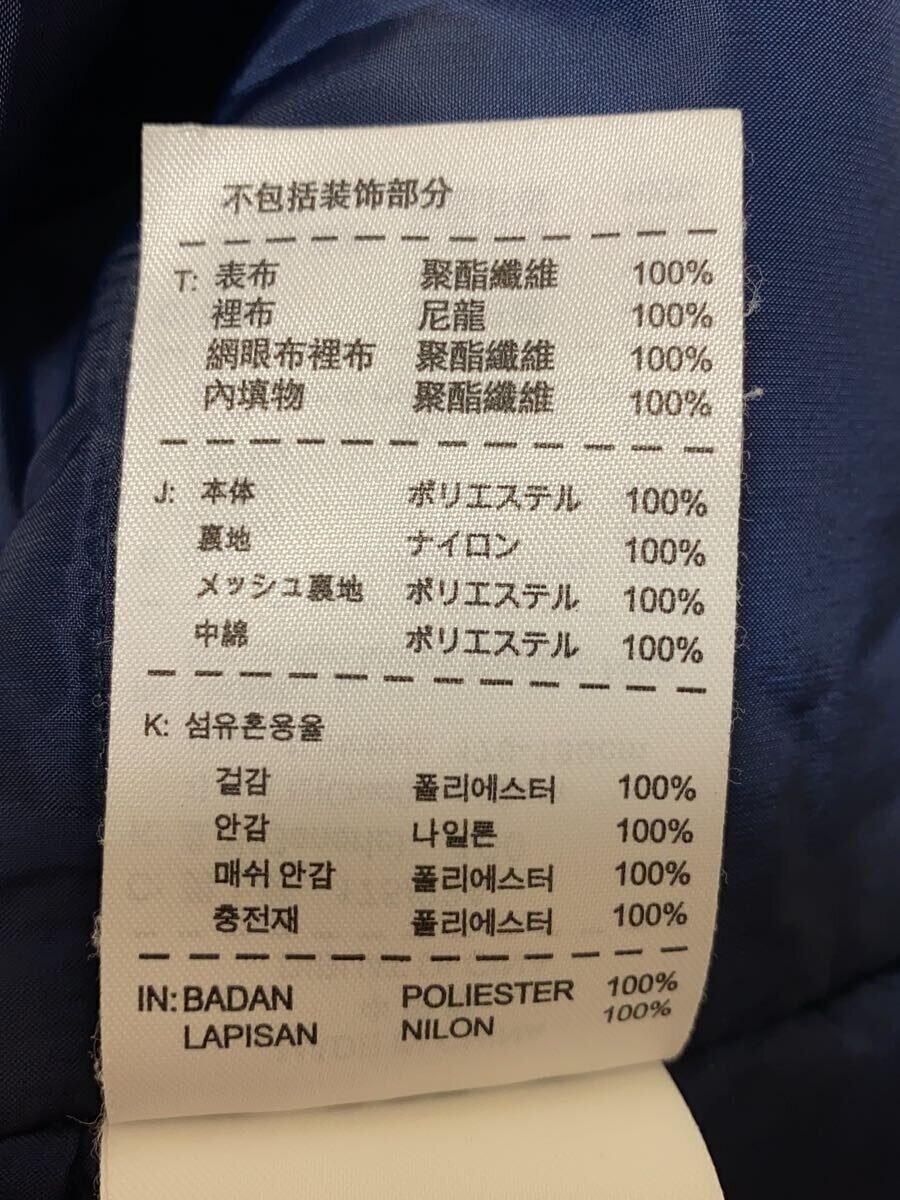 不包括装饰部分
T: 表布 聚酯纖維 100%
裡布 尼龍 100%
網眼布裡布 聚酯纖維 100%
內填物 聚酯纖維 100%
J: 本体 ポリエステル 100%
裏地 ナイロン 100%
メッシュ裏地 ポリエステル 100%
中綿 ポリエステル 100%
K: 섬유혼용율
겉감 폴리에스터 100%
안감 나일론 100%
매쉬 안감 폴리에스터 100%
충전재 폴리에스터 100%
IN: BADAN POLIESTER 100%
LAPISAN NILON 100%